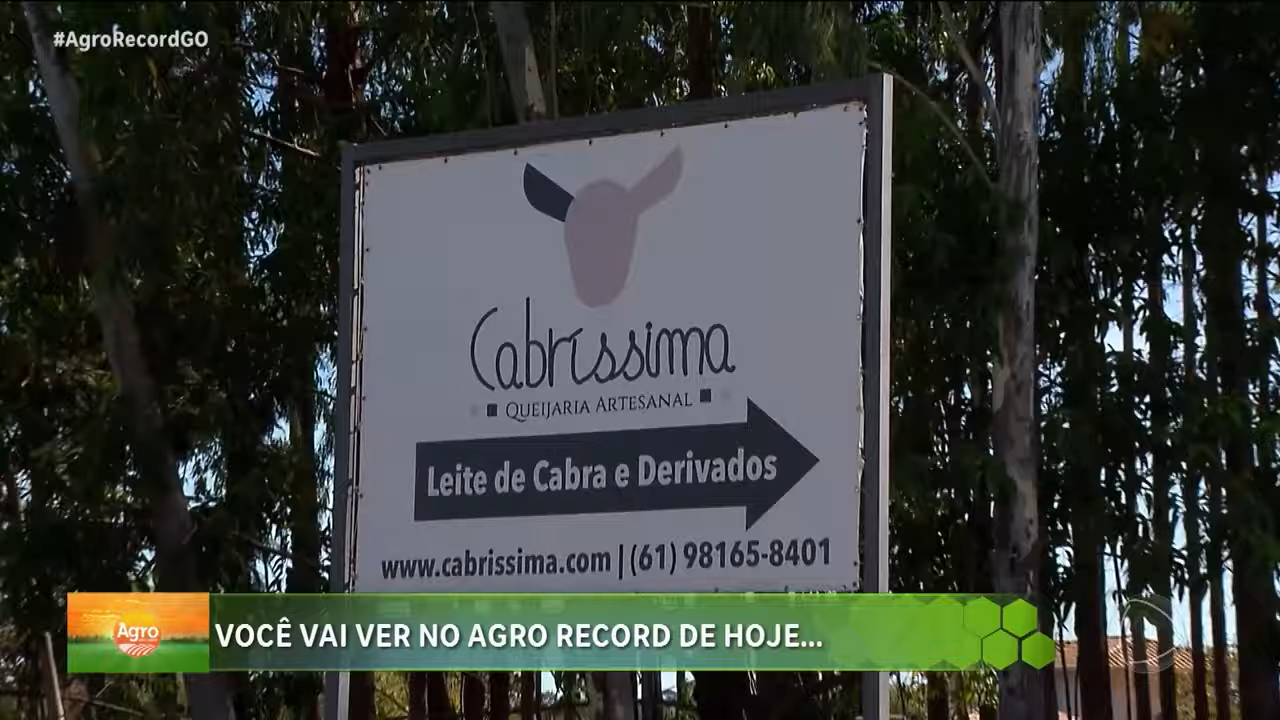 #AgroRecordGO
Cabríssima
QUEIJARIA ARTESANAL
Leite de Cabra e Derivados
www.cabrissima.com | (61) 98165-8401
Agro
VOCÊ VAI VER NO AGRO RECORD DE HOJE...